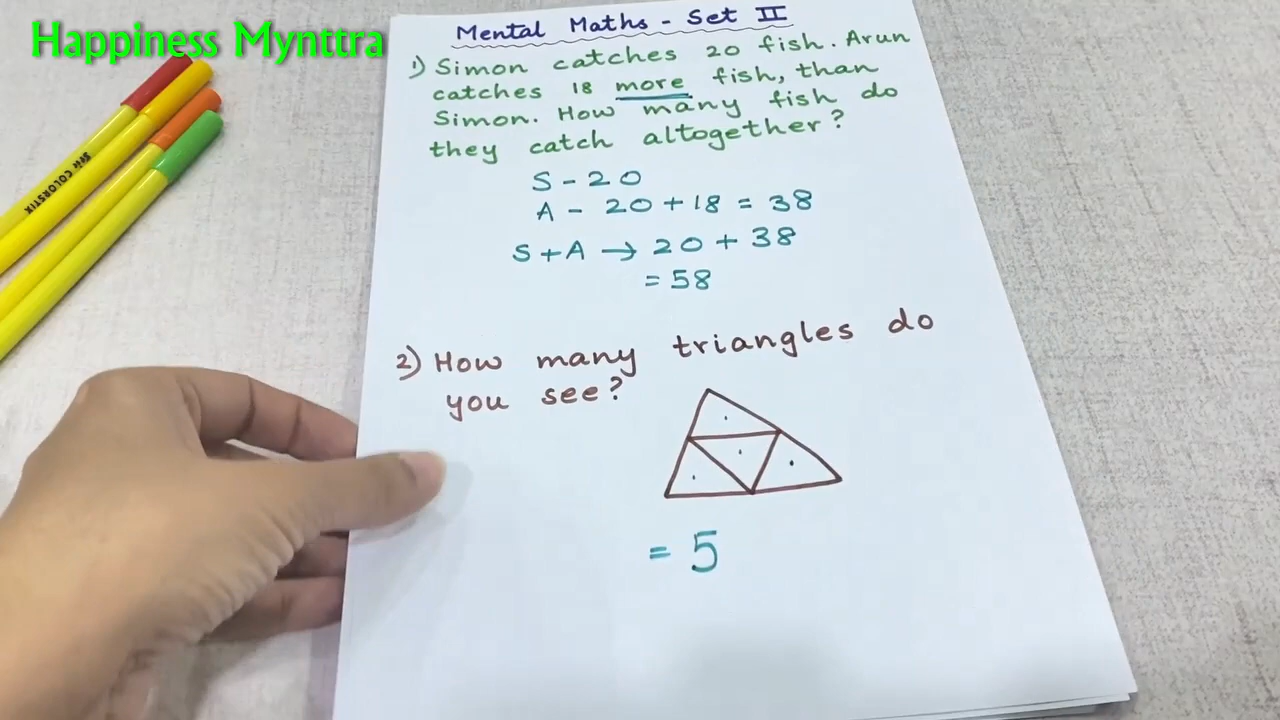 Happiness Mynttra
Mental Maths - Set II
1) Simon catches 20 fish. Arun
catches 18 more fish, than
Simon. How many fish do
they catch altogether?
S - 20
A - 20 + 18 = 38
S + A → 20 + 38
= 58
2) How many triangles do
you see?
= 5
Stic COLORSTIX